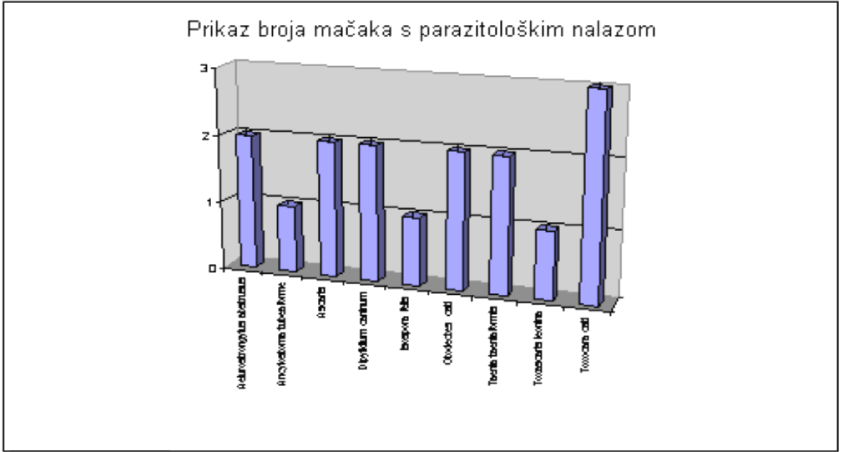 Prikaz broja mačaka s parazitološkim nalazom
3
2
1
0
Aelurostrongylus abstrusus
Ancylostoma tubaeforme
Ascaris
Dipylidium caninum
Isospora felis
Otodectes cati
Taenia taeniaformis
Toxascaris leonina
Toxocara cati